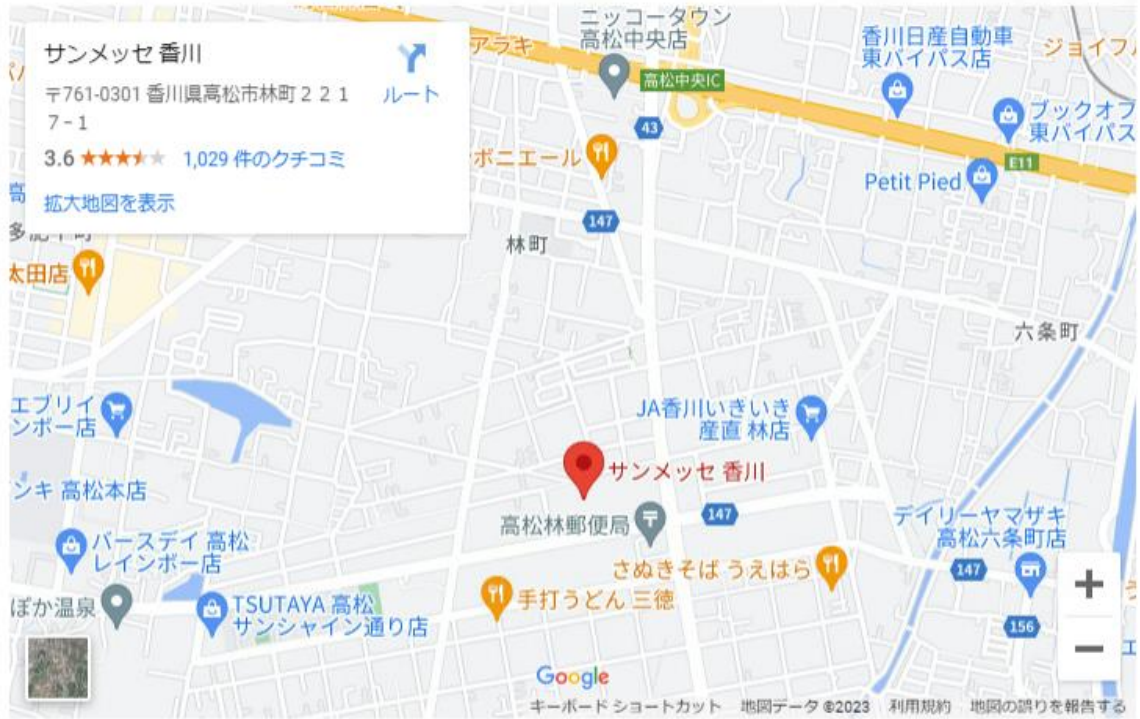 サンメッセ 香川
〒761-0301 香川県高松市林町２２１
７−１
ルート
3.6
1,029 件のクチコミ
拡大地図を表示
ニッコータウン
高松中央店
アラキ
高松中央IC
香川日産自動車
東バイパス店
ジョイフ
ブックオフ
東バイパス
43
ボニエール
E11
Petit Pied
147
林町
太田店
六条町
エブリイ
ンボー店
JA香川いきいき
産直 林店
サンメッセ 香川
ンキ 高松本店
高松林郵便局
147
デイリーヤマザキ
高松六条町店
バースデイ 高松
レインボー店
さぬきそば うえはら
147
ぽか温泉
TSUTAYA 高松
サンシャイン通り店
手打うどん 三徳
156
+
−
Google
キーボード ショートカット
地図データ ©2023
利用規約
地図の誤りを報告する